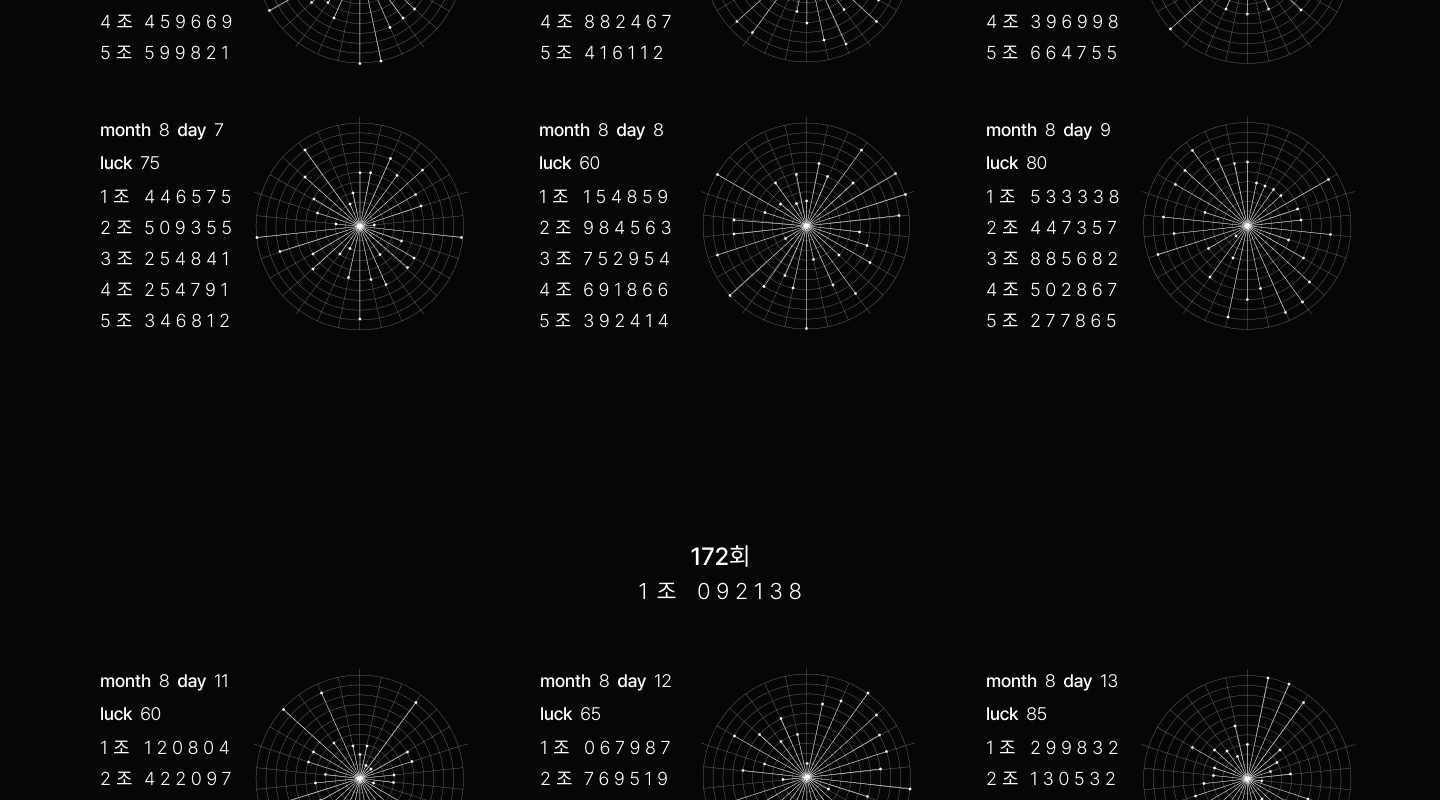 4조 459669
5조 599821
4조 882467
5조 416112
4조 396998
5조 664755
month 8 day 7
luck 75
1조 446575
2조 509355
3조 254841
4조 254791
5조 346812
month 8 day 8
luck 60
1조 154859
2조 984563
3조 752954
4조 691866
5조 392414
month 8 day 9
luck 80
1조 533338
2조 447357
3조 885682
4조 502867
5조 277865
172회
1조 092138
month 8 day 11
luck 60
1조 120804
2조 422097
month 8 day 12
luck 65
1조 067987
2조 769519
month 8 day 13
luck 85
1조 299832
2조 130532